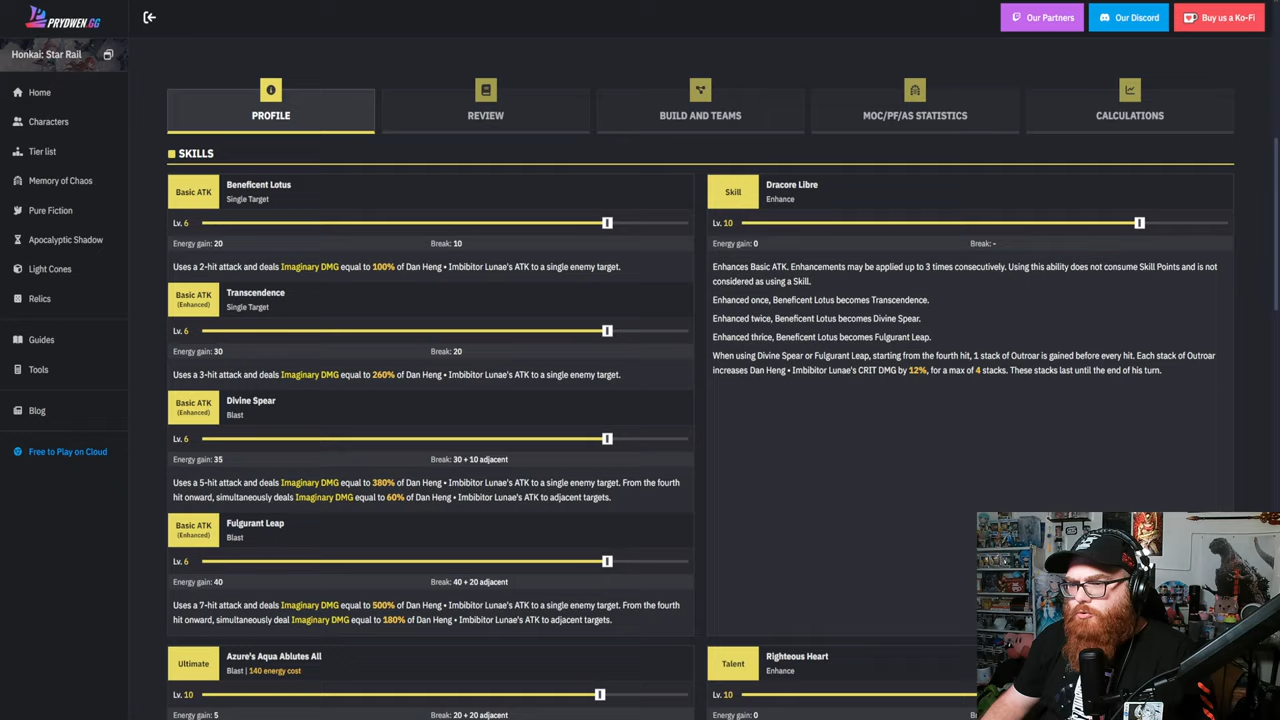 PRYDWEN.GG
Our Partners
Our Discord
Buy us a Ko-Fi
Honkai: Star Rail
Home
Characters
Tier list
Memory of Chaos
Pure Fiction
Apocalyptic Shadow
Light Cones
Relics
Guides
Tools
Blog
Free to Play on Cloud
PROFILE
REVIEW
BUILD AND TEAMS
MOC/PF/AS STATISTICS
CALCULATIONS
SKILLS
Basic ATK
Beneficent Lotus
Single Target
Lv. 6
Energy gain: 20
Break: 10
Uses a 2-hit attack and deals Imaginary DMG equal to 100% of Dan Heng • Imbibitor Lunae's ATK to a single enemy target.
Basic ATK
(Enhanced)
Transcendence
Single Target
Lv. 6
Energy gain: 30
Break: 20
Uses a 3-hit attack and deals Imaginary DMG equal to 260% of Dan Heng • Imbibitor Lunae's ATK to a single enemy target.
Basic ATK
(Enhanced)
Divine Spear
Blast
Lv. 6
Energy gain: 35
Break: 30 + 10 adjacent
Uses a 5-hit attack and deals Imaginary DMG equal to 380% of Dan Heng • Imbibitor Lunae's ATK to a single enemy target. From the fourth
hit onward, simultaneously deals Imaginary DMG equal to 60% of Dan Heng • Imbibitor Lunae's ATK to adjacent targets.
Basic ATK
(Enhanced)
Fulgurant Leap
Blast
Lv. 6
Energy gain: 40
Break: 40 + 20 adjacent
Uses a 7-hit attack and deals Imaginary DMG equal to 500% of Dan Heng • Imbibitor Lunae's ATK to a single enemy target. From the fourth
hit onward, simultaneously deal Imaginary DMG equal to 180% of Dan Heng • Imbibitor Lunae's ATK to adjacent targets.
Skill
Dracore Libre
Enhance
Lv. 10
Energy gain: 0
Break: -
Enhances Basic ATK. Enhancements may be applied up to 3 times consecutively. Using this ability does not consume Skill Points and is not
considered as using a Skill.
Enhanced once, Beneficent Lotus becomes Transcendence.
Enhanced twice, Beneficent Lotus becomes Divine Spear.
Enhanced thrice, Beneficent Lotus becomes Fulgurant Leap.
When using Divine Spear or Fulgurant Leap, starting from the fourth hit, 1 stack of Outroar is gained before every hit. Each stack of Outroar
increases Dan Heng • Imbibitor Lunae's CRIT DMG by 12%, for a max of 4 stacks. These stacks last until the end of his turn.
Ultimate
Azure's Aqua Ablutes All
Blast | 140 energy cost
Lv. 10
Energy gain: 5
Break: 20 + 20 adjacent
Talent
Righteous Heart
Enhance
Lv. 10
Energy gain: 0